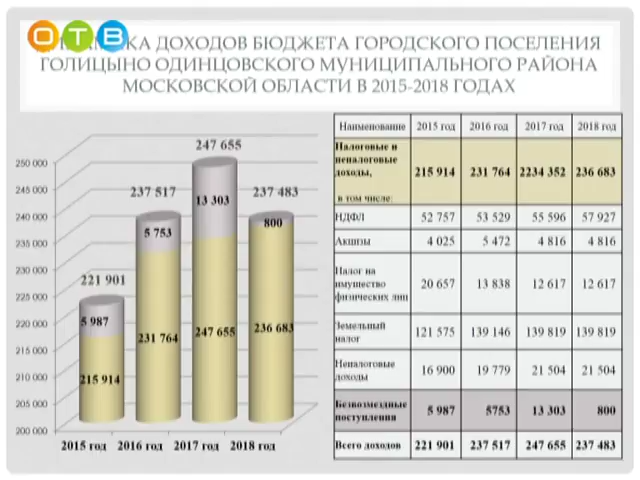 ОТВ
ДИНАМИКА ДОХОДОВ БЮДЖЕТА ГОРОДСКОГО ПОСЕЛЕНИЯ
ГОЛИЦЫНО ОДИНЦОВСКОГО МУНИЦИПАЛЬНОГО РАЙОНА
МОСКОВСКОЙ ОБЛАСТИ В 2015-2018 ГОДАХ
250 000
245 000
240 000
235 000
230 000
225 000
220 000
215 000
210 000
205 000
200 000
221 901
237 517
247 655
237 483
5 987
5 753
13 303
800
215 914
231 764
247 655
236 683
2015 год 2016 год 2017 год 2018 год
Наименование 2015 год 2016 год 2017 год 2018 год
Налоговые и
неналоговые
доходы, 215 914 231 764 2234 352 236 683
в том числе:
НДФЛ 52 757 53 529 55 596 57 927
Акцизы 4 025 5 472 4 816 4 816
Налог на
имущество 20 657 13 838 12 617 12 617
физических лиц
Земельный
налог 121 575 139 146 139 819 139 819
Неналоговые
доходы 16 900 19 779 21 504 21 504
Безвозмездные
поступления 5 987 5753 13 303 800
Всего доходов 221 901 237 517 247 655 237 483